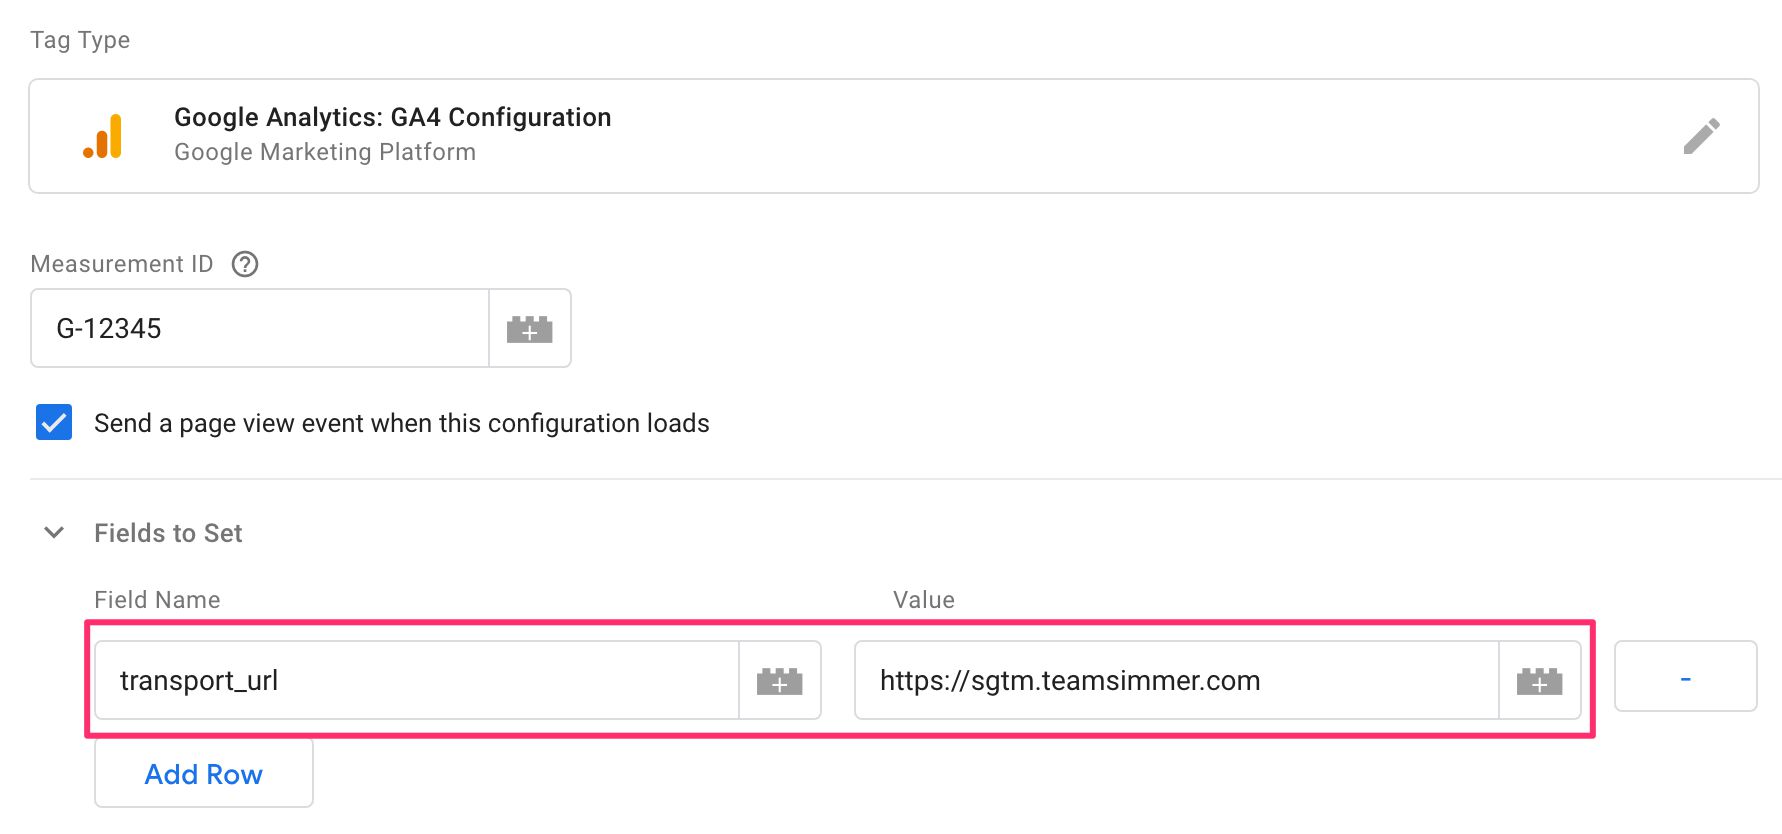 Tag Type
Google Analytics: GA4 Configuration
Google Marketing Platform
Measurement ID
G-12345
Send a page view event when this configuration loads
Fields to Set
Field Name Value
transport_url https://sgtm.teamsimmer.com -
Add Row